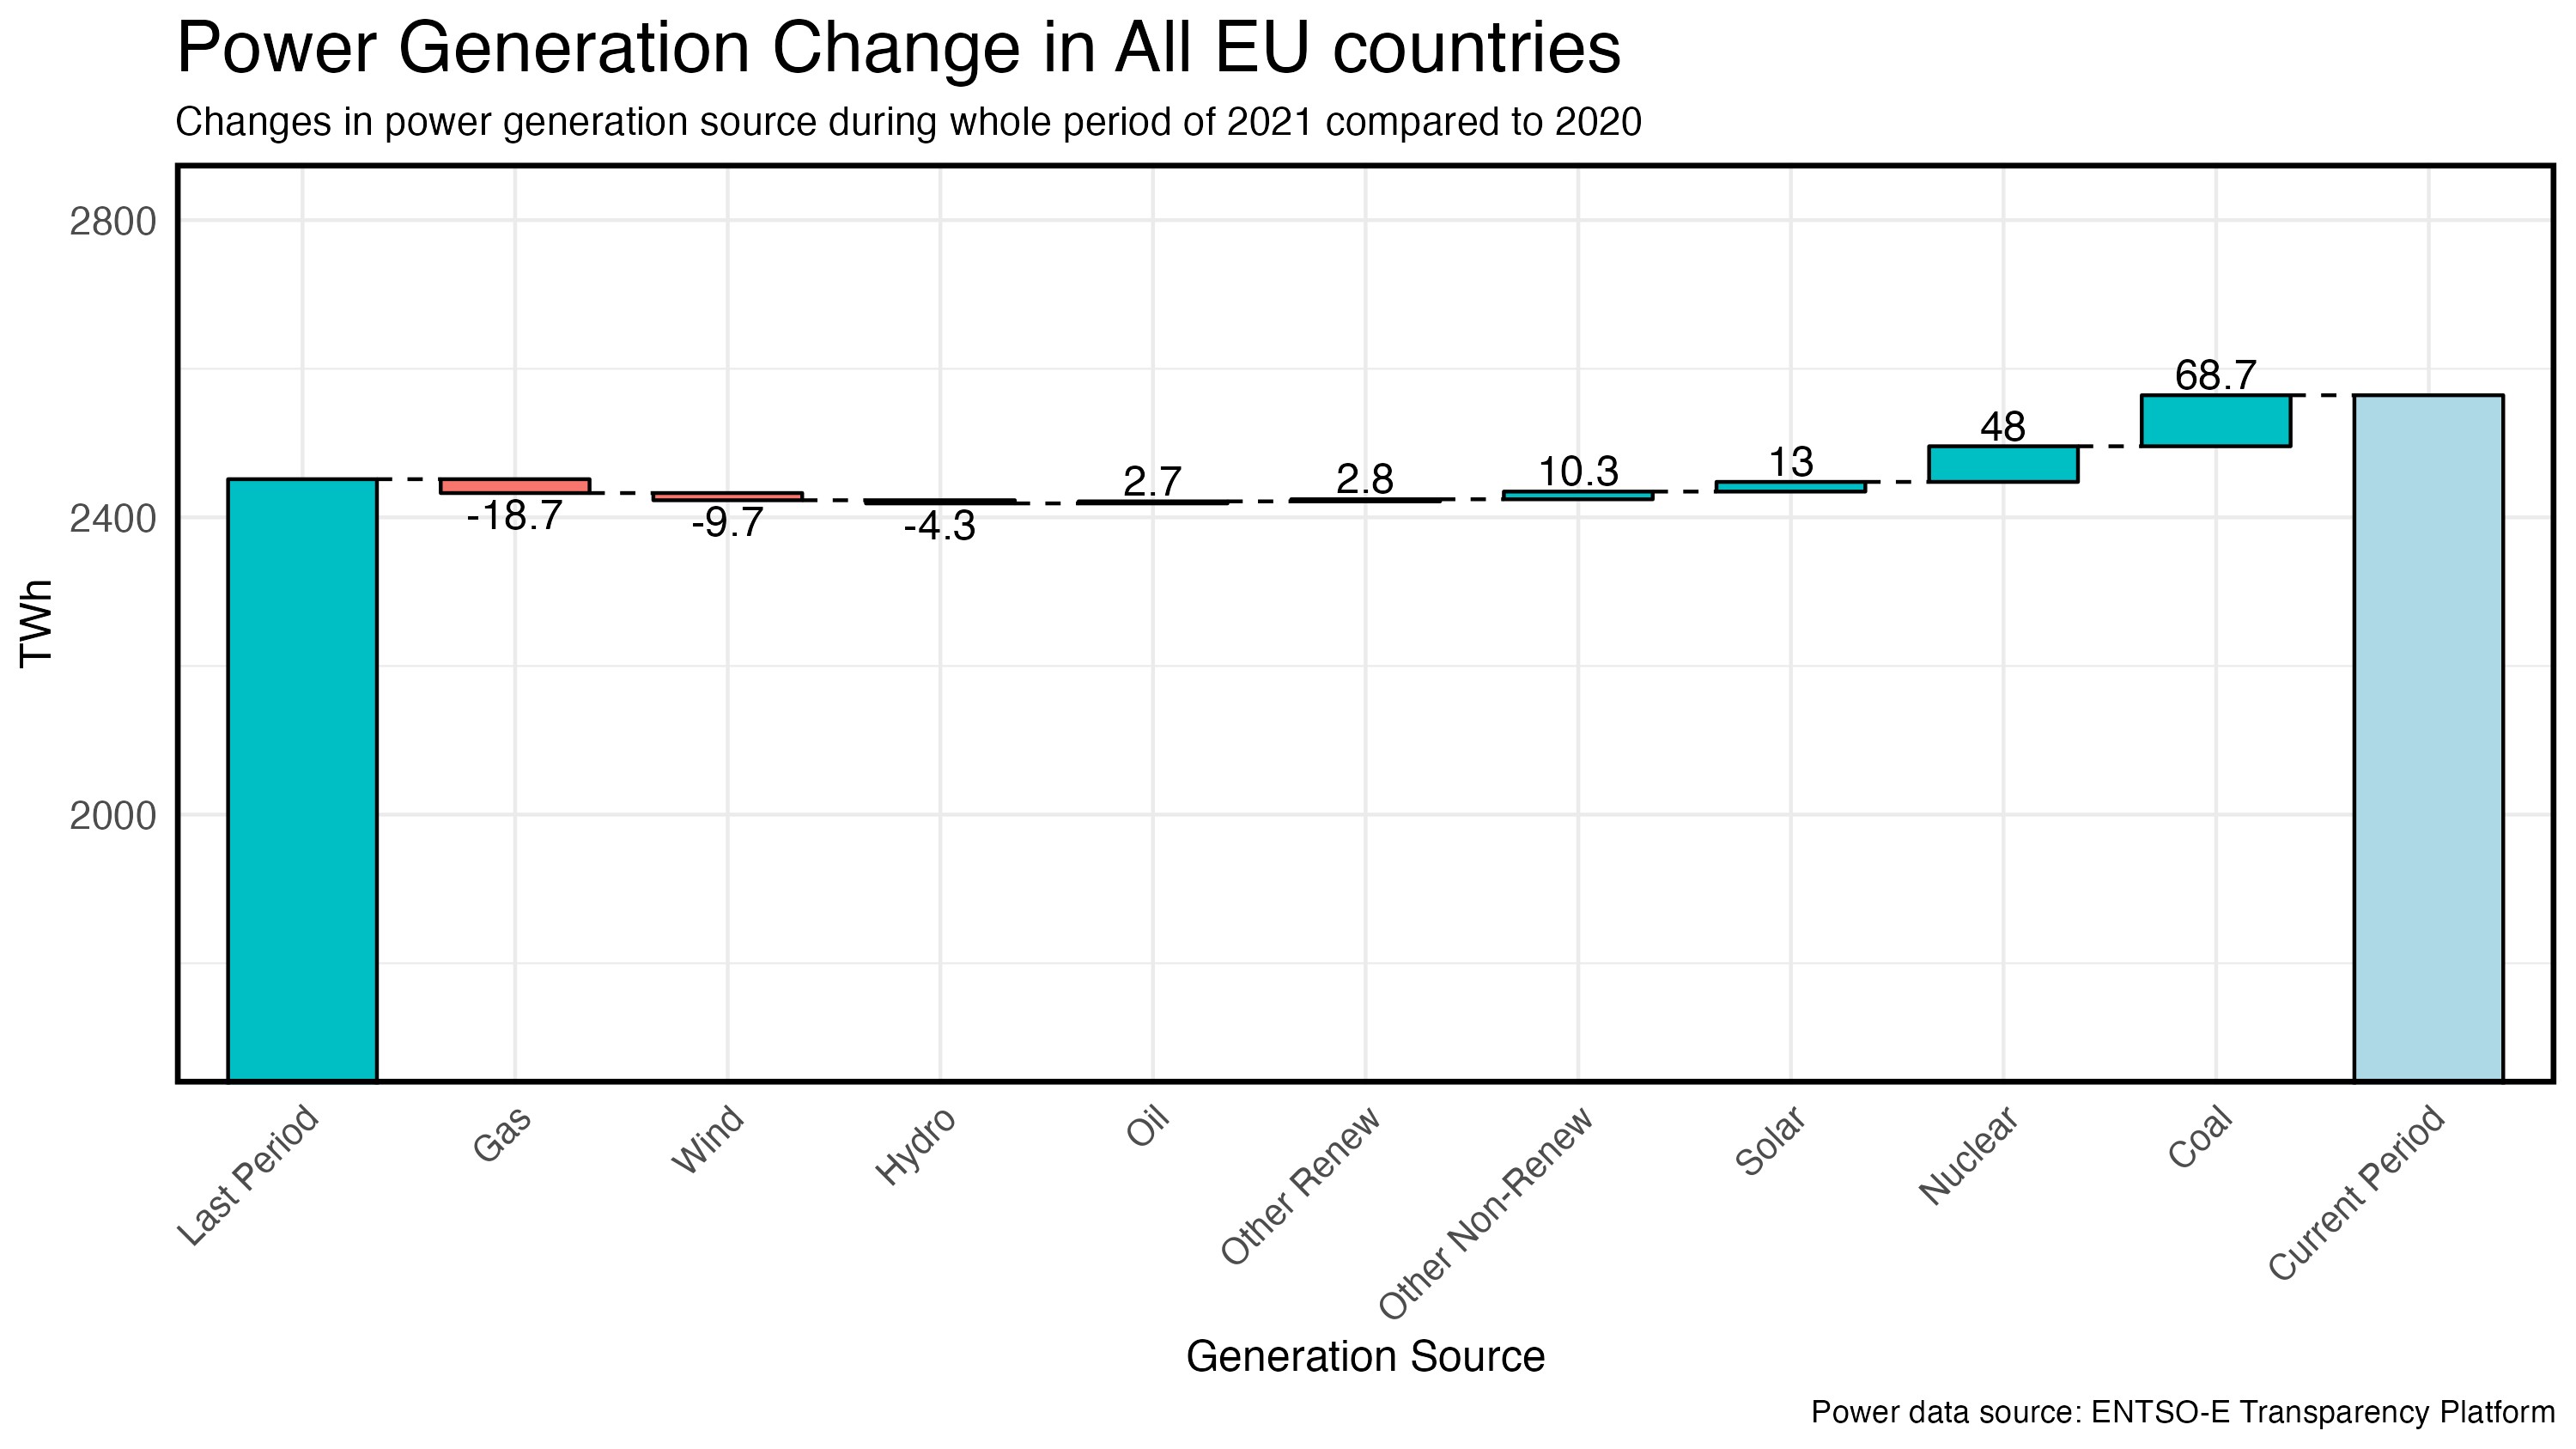 Power Generation Change in All EU countries
Changes in power generation source during whole period of 2021 compared to 2020
2800
2400
2000
TWh
-18.7
-9.7
-4.3
2.7
2.8
10.3
13
48
68.7
Last Period
Gas
Wind
Hydro
Oil
Other Renew
Other Non-Renew
Solar
Nuclear
Coal
Current Period
Generation Source
Power data source: ENTSO-E Transparency Platform